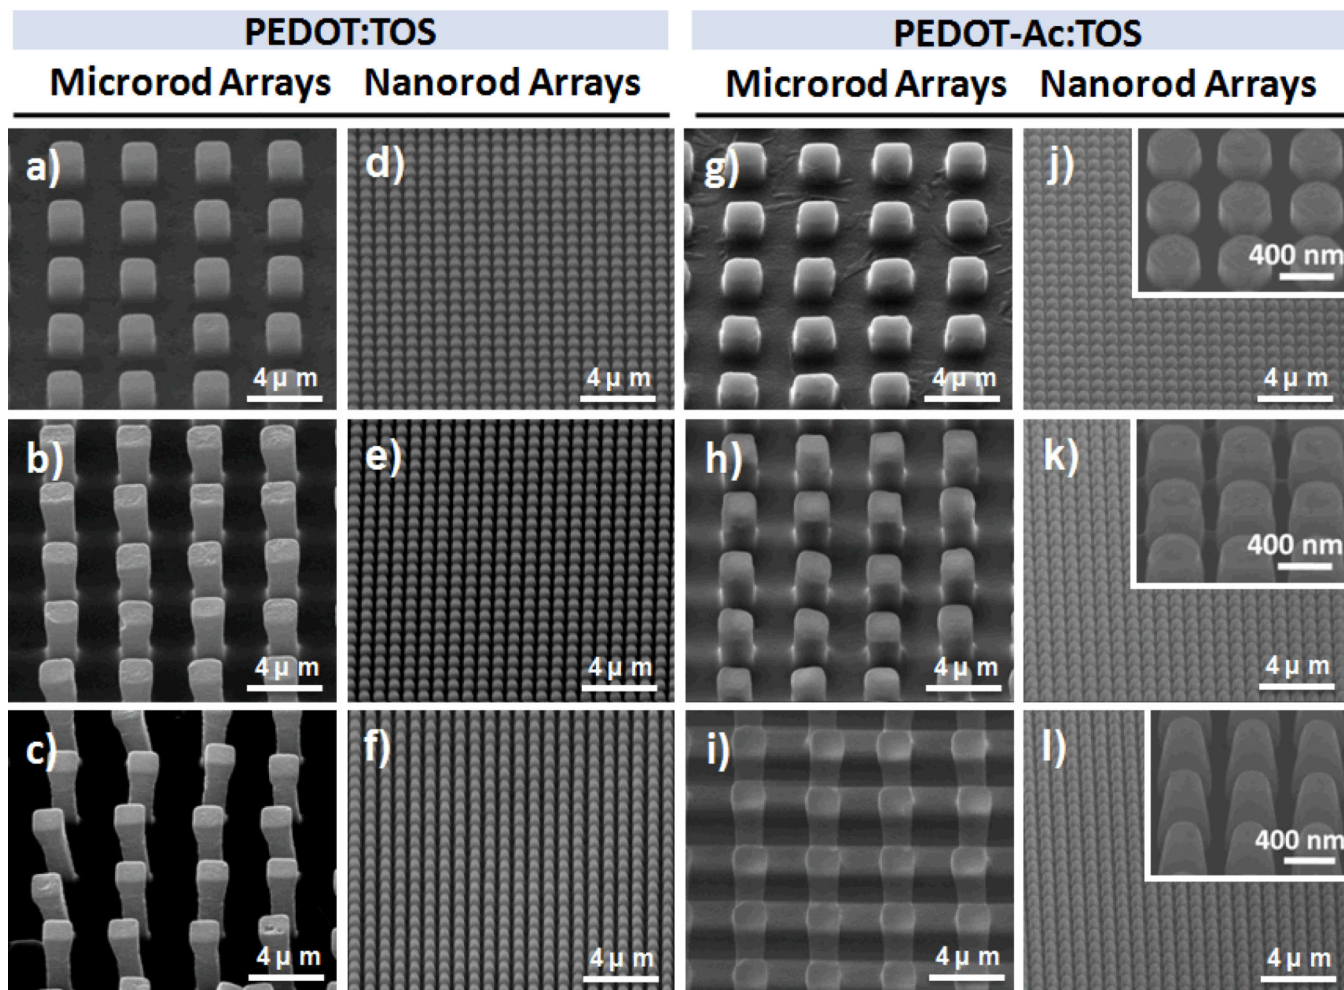 PEDOT:TOS
PEDOT-Ac:TOS
Microrod Arrays
Nanorod Arrays
Microrod Arrays
Nanorod Arrays
a)
4 µ m
d)
4 µ m
g)
4 µ m
j)
400 nm
4 µ m
b)
4 µ m
e)
4 µ m
h)
4 µ m
k)
400 nm
4 µ m
c)
4 µ m
f)
4 µ m
i)
4 µ m
l)
400 nm
4 µ m